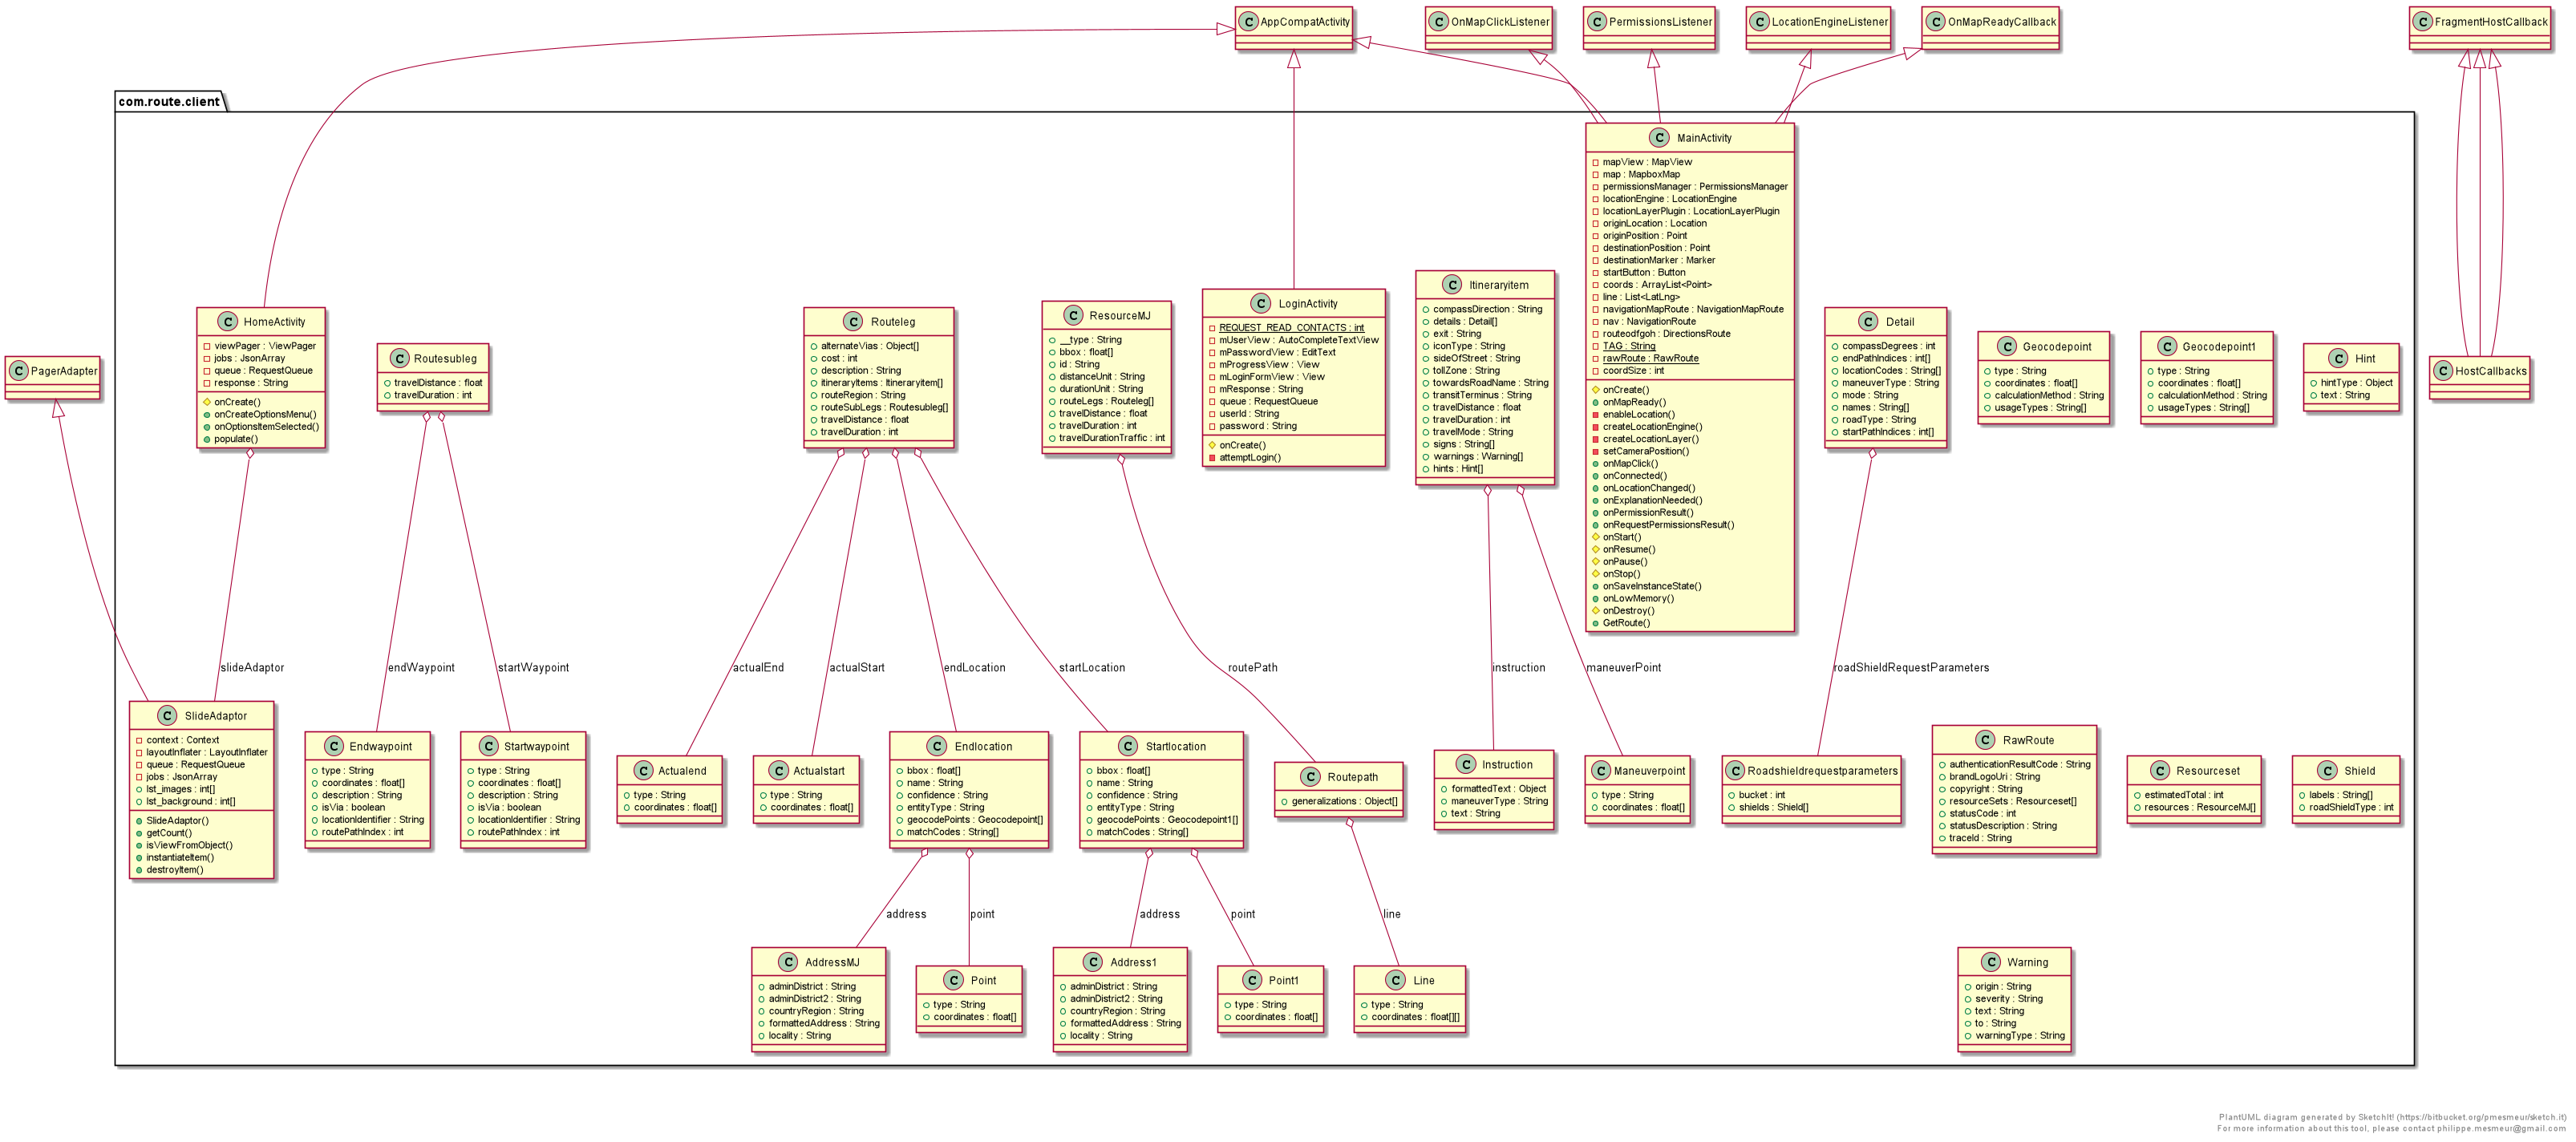 AppCompatActivity
OnMapClickListener
PermissionsListener
LocationEngineListener
OnMapReadyCallback
FragmentHostCallback
com.route.client
MainActivity
mapView : MapView
map : MapboxMap
permissionsManager : PermissionsManager
locationEngine : LocationEngine
locationLayerPlugin : LocationLayerPlugin
originLocation : Location
originPosition : Point
destinationPosition : Point
destinationMarker : Marker
startButton : Button
coords : ArrayList<Point>
line : List<LatLng>
navigationMapRoute : NavigationMapRoute
nav : NavigationRoute
routeodfgoh : DirectionsRoute
TAG : String
rawRoute : RawRoute
coordSize : int
onCreate()
onMapReady()
enableLocation()
createLocationEngine()
createLocationLayer()
setCameraPosition()
onMapClick()
onConnected()
onLocationChanged()
onExplanationNeeded()
onPermissionResult()
onRequestPermissionsResult()
onStart()
onResume()
onPause()
onStop()
onSaveInstanceState()
onLowMemory()
onDestroy()
GetRoute()
PagerAdapter
HomeActivity
viewPager : ViewPager
jobs : JsonArray
queue : RequestQueue
response : String
onCreate()
onCreateOptionsMenu()
onOptionsItemSelected()
populate()
Routesubleg
travelDistance : float
travelDuration : int
Routeleg
alternateVias : Object[]
cost : int
description : String
itineraryItems : Itineraryitem[]
routeRegion : String
routeSubLegs : Routesubleg[]
travelDistance : float
travelDuration : int
ResourceMJ
__type : String
bbox : float[]
id : String
distanceUnit : String
durationUnit : String
routeLegs : Routeleg[]
travelDistance : float
travelDuration : int
travelDurationTraffic : int
LoginActivity
REQUEST_READ_CONTACTS : int
mUserView : AutoCompleteTextView
mPasswordView : EditText
mProgressView : View
mLoginFormView : View
mResponse : String
queue : RequestQueue
userId : String
password : String
onCreate()
attemptLogin()
Itineraryitem
compassDirection : String
details : Detail[]
exit : String
iconType : String
sideOfStreet : String
tollZone : String
towardsRoadName : String
transitTerminus : String
travelDistance : float
travelDuration : int
travelMode : String
signs : String[]
warnings : Warning[]
hints : Hint[]
Detail
compassDegrees : int
endPathIndices : int[]
locationCodes : String[]
maneuverType : String
mode : String
names : String[]
roadType : String
startPathIndices : int[]
Geocodepoint
type : String
coordinates : float[]
calculationMethod : String
usageTypes : String[]
Geocodepoint1
type : String
coordinates : float[]
calculationMethod : String
usageTypes : String[]
Hint
hintType : Object
text : String
HostCallbacks
slideAdaptor
endWaypoint
startWaypoint
actualEnd
actualStart
endLocation
startLocation
routePath
instruction
maneuverPoint
roadShieldRequestParameters
SlideAdaptor
context : Context
layoutInflater : LayoutInflater
queue : RequestQueue
jobs : JsonArray
lst_images : int[]
lst_background : int[]
SlideAdaptor()
getCount()
isViewFromObject()
instantiateItem()
destroyItem()
Endwaypoint
type : String
coordinates : float[]
description : String
isVia : boolean
locationIdentifier : String
routePathIndex : int
Startwaypoint
type : String
coordinates : float[]
description : String
isVia : boolean
locationIdentifier : String
routePathIndex : int
Actualend
type : String
coordinates : float[]
Actualstart
type : String
coordinates : float[]
Endlocation
bbox : float[]
name : String
confidence : String
entityType : String
geocodePoints : Geocodepoint[]
matchCodes : String[]
Startlocation
bbox : float[]
name : String
confidence : String
entityType : String
geocodePoints : Geocodepoint1[]
matchCodes : String[]
Routepath
generalizations : Object[]
Instruction
formattedText : Object
maneuverType : String
text : String
Maneuverpoint
type : String
coordinates : float[]
Roadshieldrequestparameters
bucket : int
shields : Shield[]
RawRoute
authenticationResultCode : String
brandLogoUri : String
copyright : String
resourceSets : Resourceset[]
statusCode : int
statusDescription : String
traceId : String
Resourceset
estimatedTotal : int
resources : ResourceMJ[]
Shield
labels : String[]
roadShieldType : int
address
point
address
point
line
AddressMJ
adminDistrict : String
adminDistrict2 : String
countryRegion : String
formattedAddress : String
locality : String
Point
type : String
coordinates : float[]
Address1
adminDistrict : String
adminDistrict2 : String
countryRegion : String
formattedAddress : String
locality : String
Point1
type : String
coordinates : float[]
Line
type : String
coordinates : float[][]
Warning
origin : String
severity : String
text : String
to : String
warningType : String
PlantUML diagram generated by SketchIt! (https://bitbucket.org/pmesmeur/sketch.it)
For more information about this tool, please contact philippe.mesmeur@gmail.com